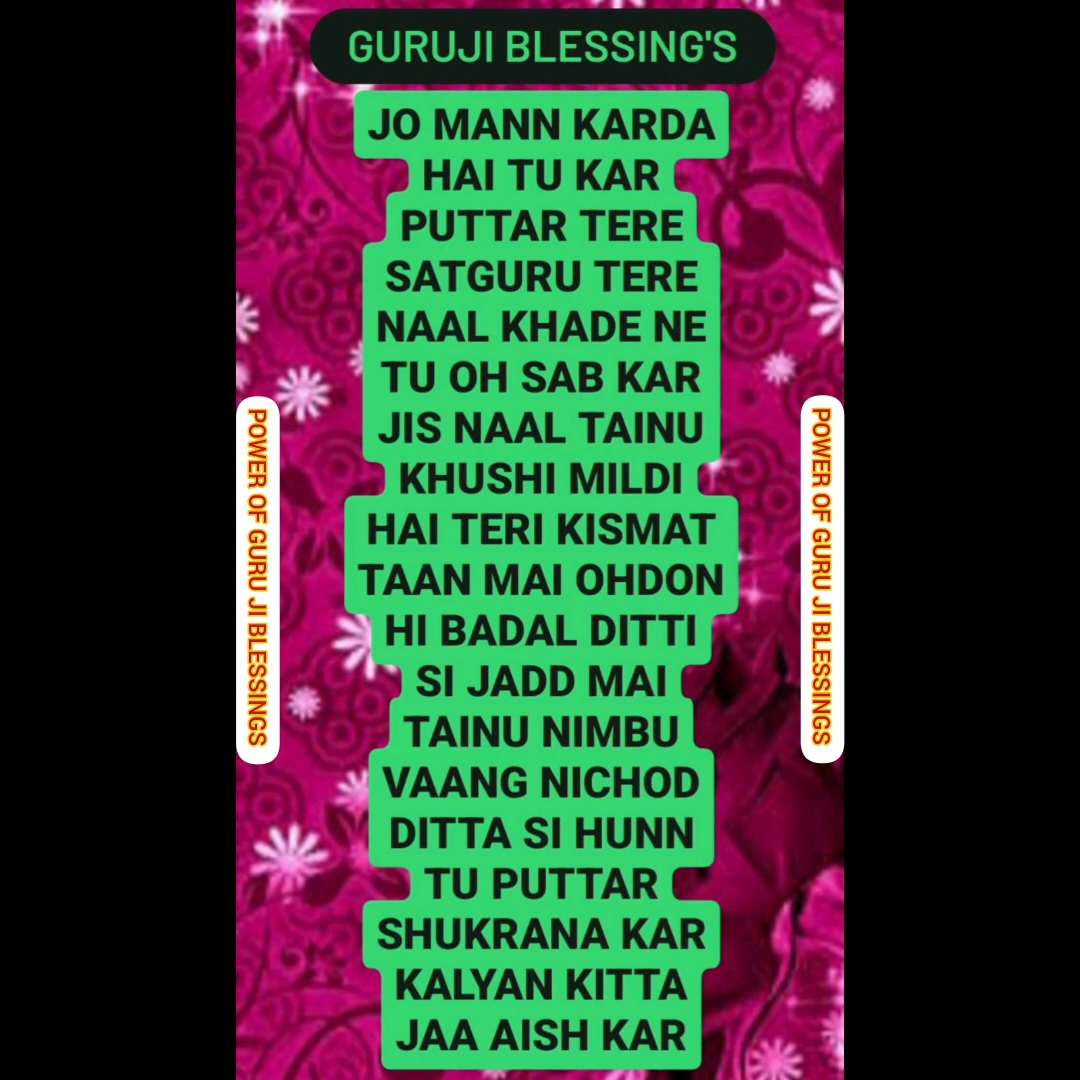 GURUJI BLESSING'S
JO MANN KARDA
HAI TU KAR
PUTTAR TERE
SATGURU TERE
NAAL KHADE NE
TU OH SAB KAR
JIS NAAL TAINU
KHUSHI MILDI
HAI TERI KISMAT
TAAN MAI OHDON
HI BADAL DITTI
SI JADD MAI
TAINU NIMBU
VAANG NICHOD
DITTA SI HUNN
TU PUTTAR
SHUKRANA KAR
KALYAN KITTA
JAA AISH KAR
POWER OF GURU JI BLESSINGS
POWER OF GURU JI BLESSINGS